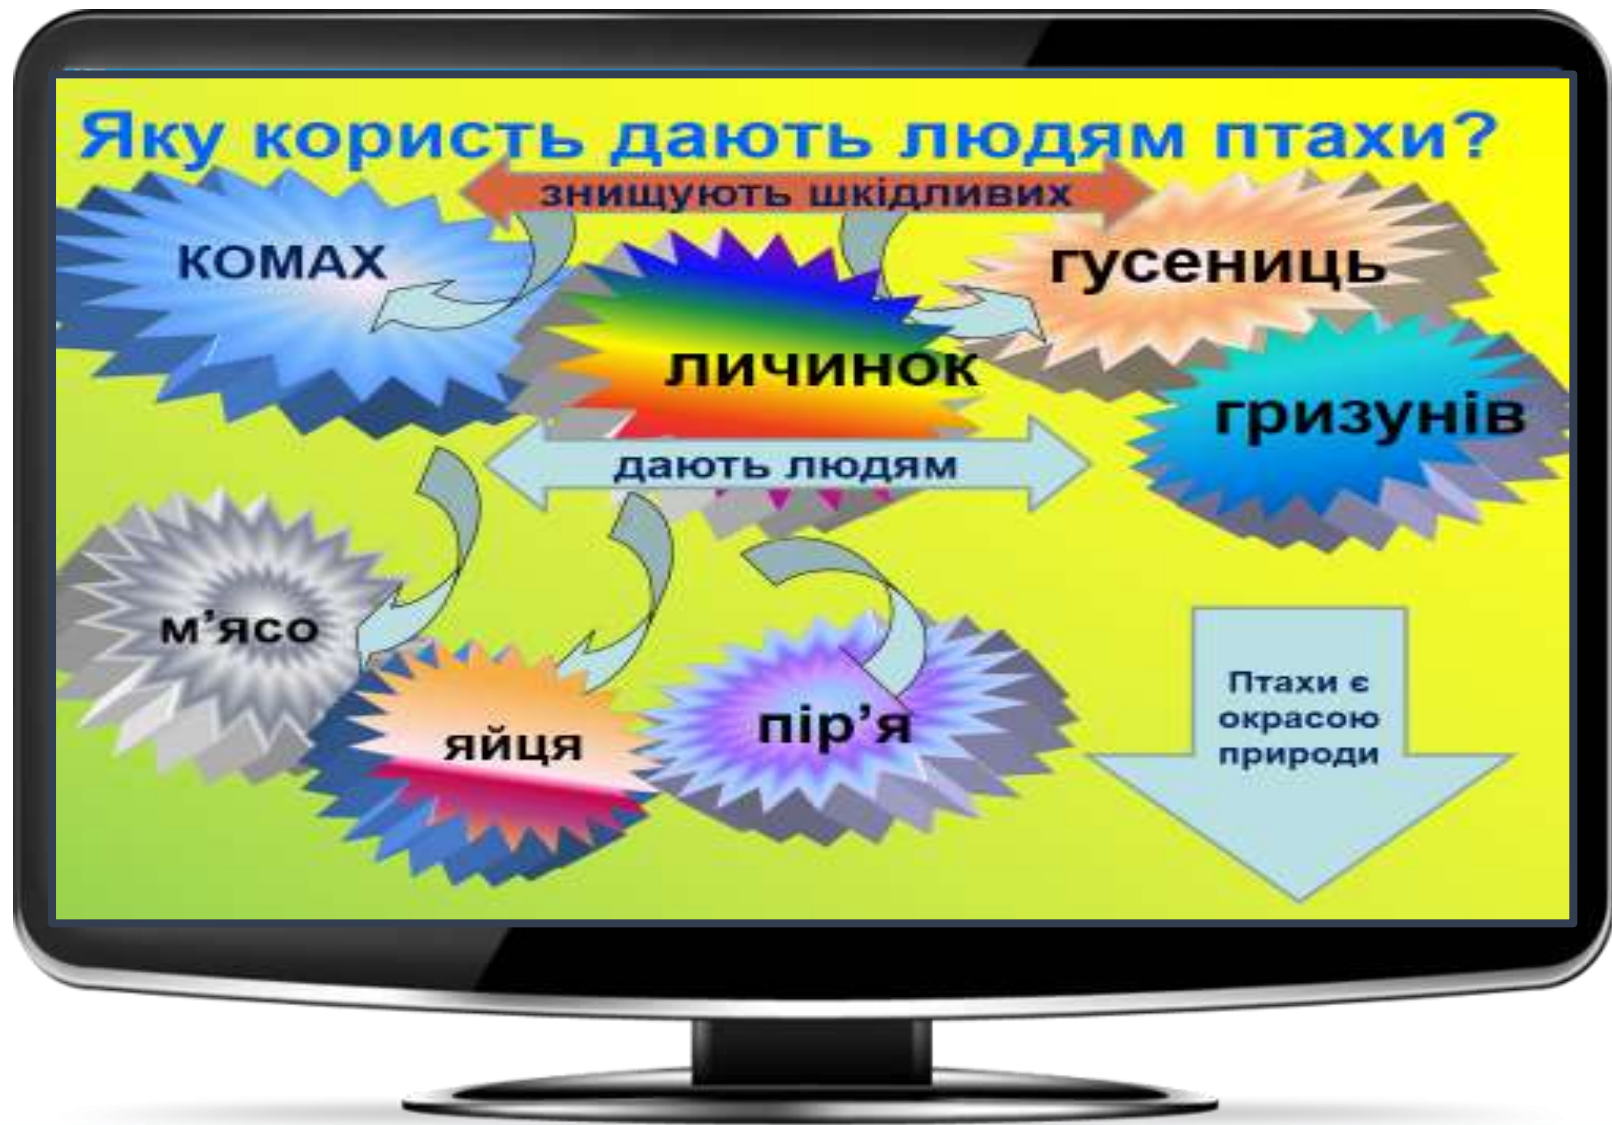 Яку користь дають людям птахи?
знищують шкідливих
комах
гусениць
личинок
гризунів
дають людям
м’ясо
яйця
пір’я
Птахи є
окрасою
природи